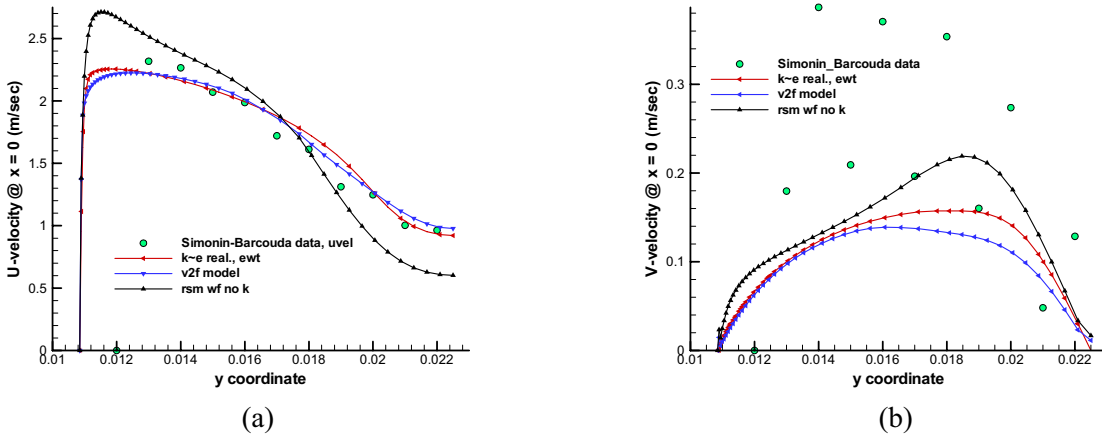 U-velocity @ x = 0 (m/sec)
2.5
2
1.5
1
0.5
0
Simonin-Barcouda data, uvel
k~e real., ewt
v2f model
rsm wf no k
0.01 0.012 0.014 0.016 0.018 0.02 0.022
y coordinate
(a)
V-velocity @ x = 0 (m/sec)
0.3
0.2
0.1
0
Simonin_Barcouda data
k~e real., ewt
v2f model
rsm wf no k
0.01 0.012 0.014 0.016 0.018 0.02 0.022
y coordinate
(b)